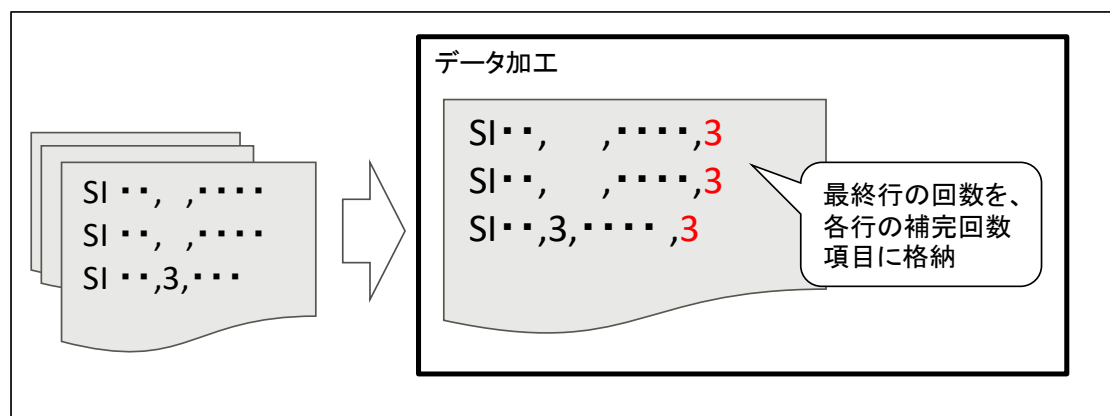 データ加工
SI ・・, ,・・・・
SI ・・, ,・・・・
SI ・・,3,・・・
SI・・, ,・・・・,3
SI・・, ,・・・・,3
SI・・,3,・・・・ ,3
最終行の回数を、
各行の補完回数
項目に格納